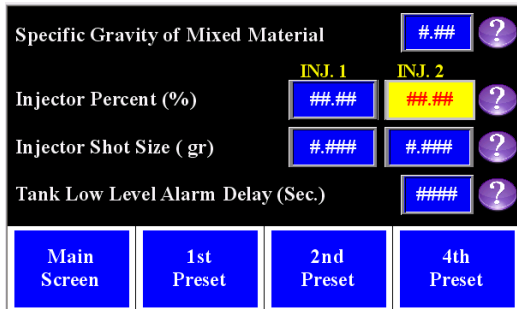 Specific Gravity of Mixed Material #.## ?
INJ. 1 INJ. 2
Injector Percent (%) ##.## ##.## ?
Injector Shot Size ( gr) #.### #.### ?
Tank Low Level Alarm Delay (Sec.) #### ?
Main Screen
1st Preset
2nd Preset
4th Preset